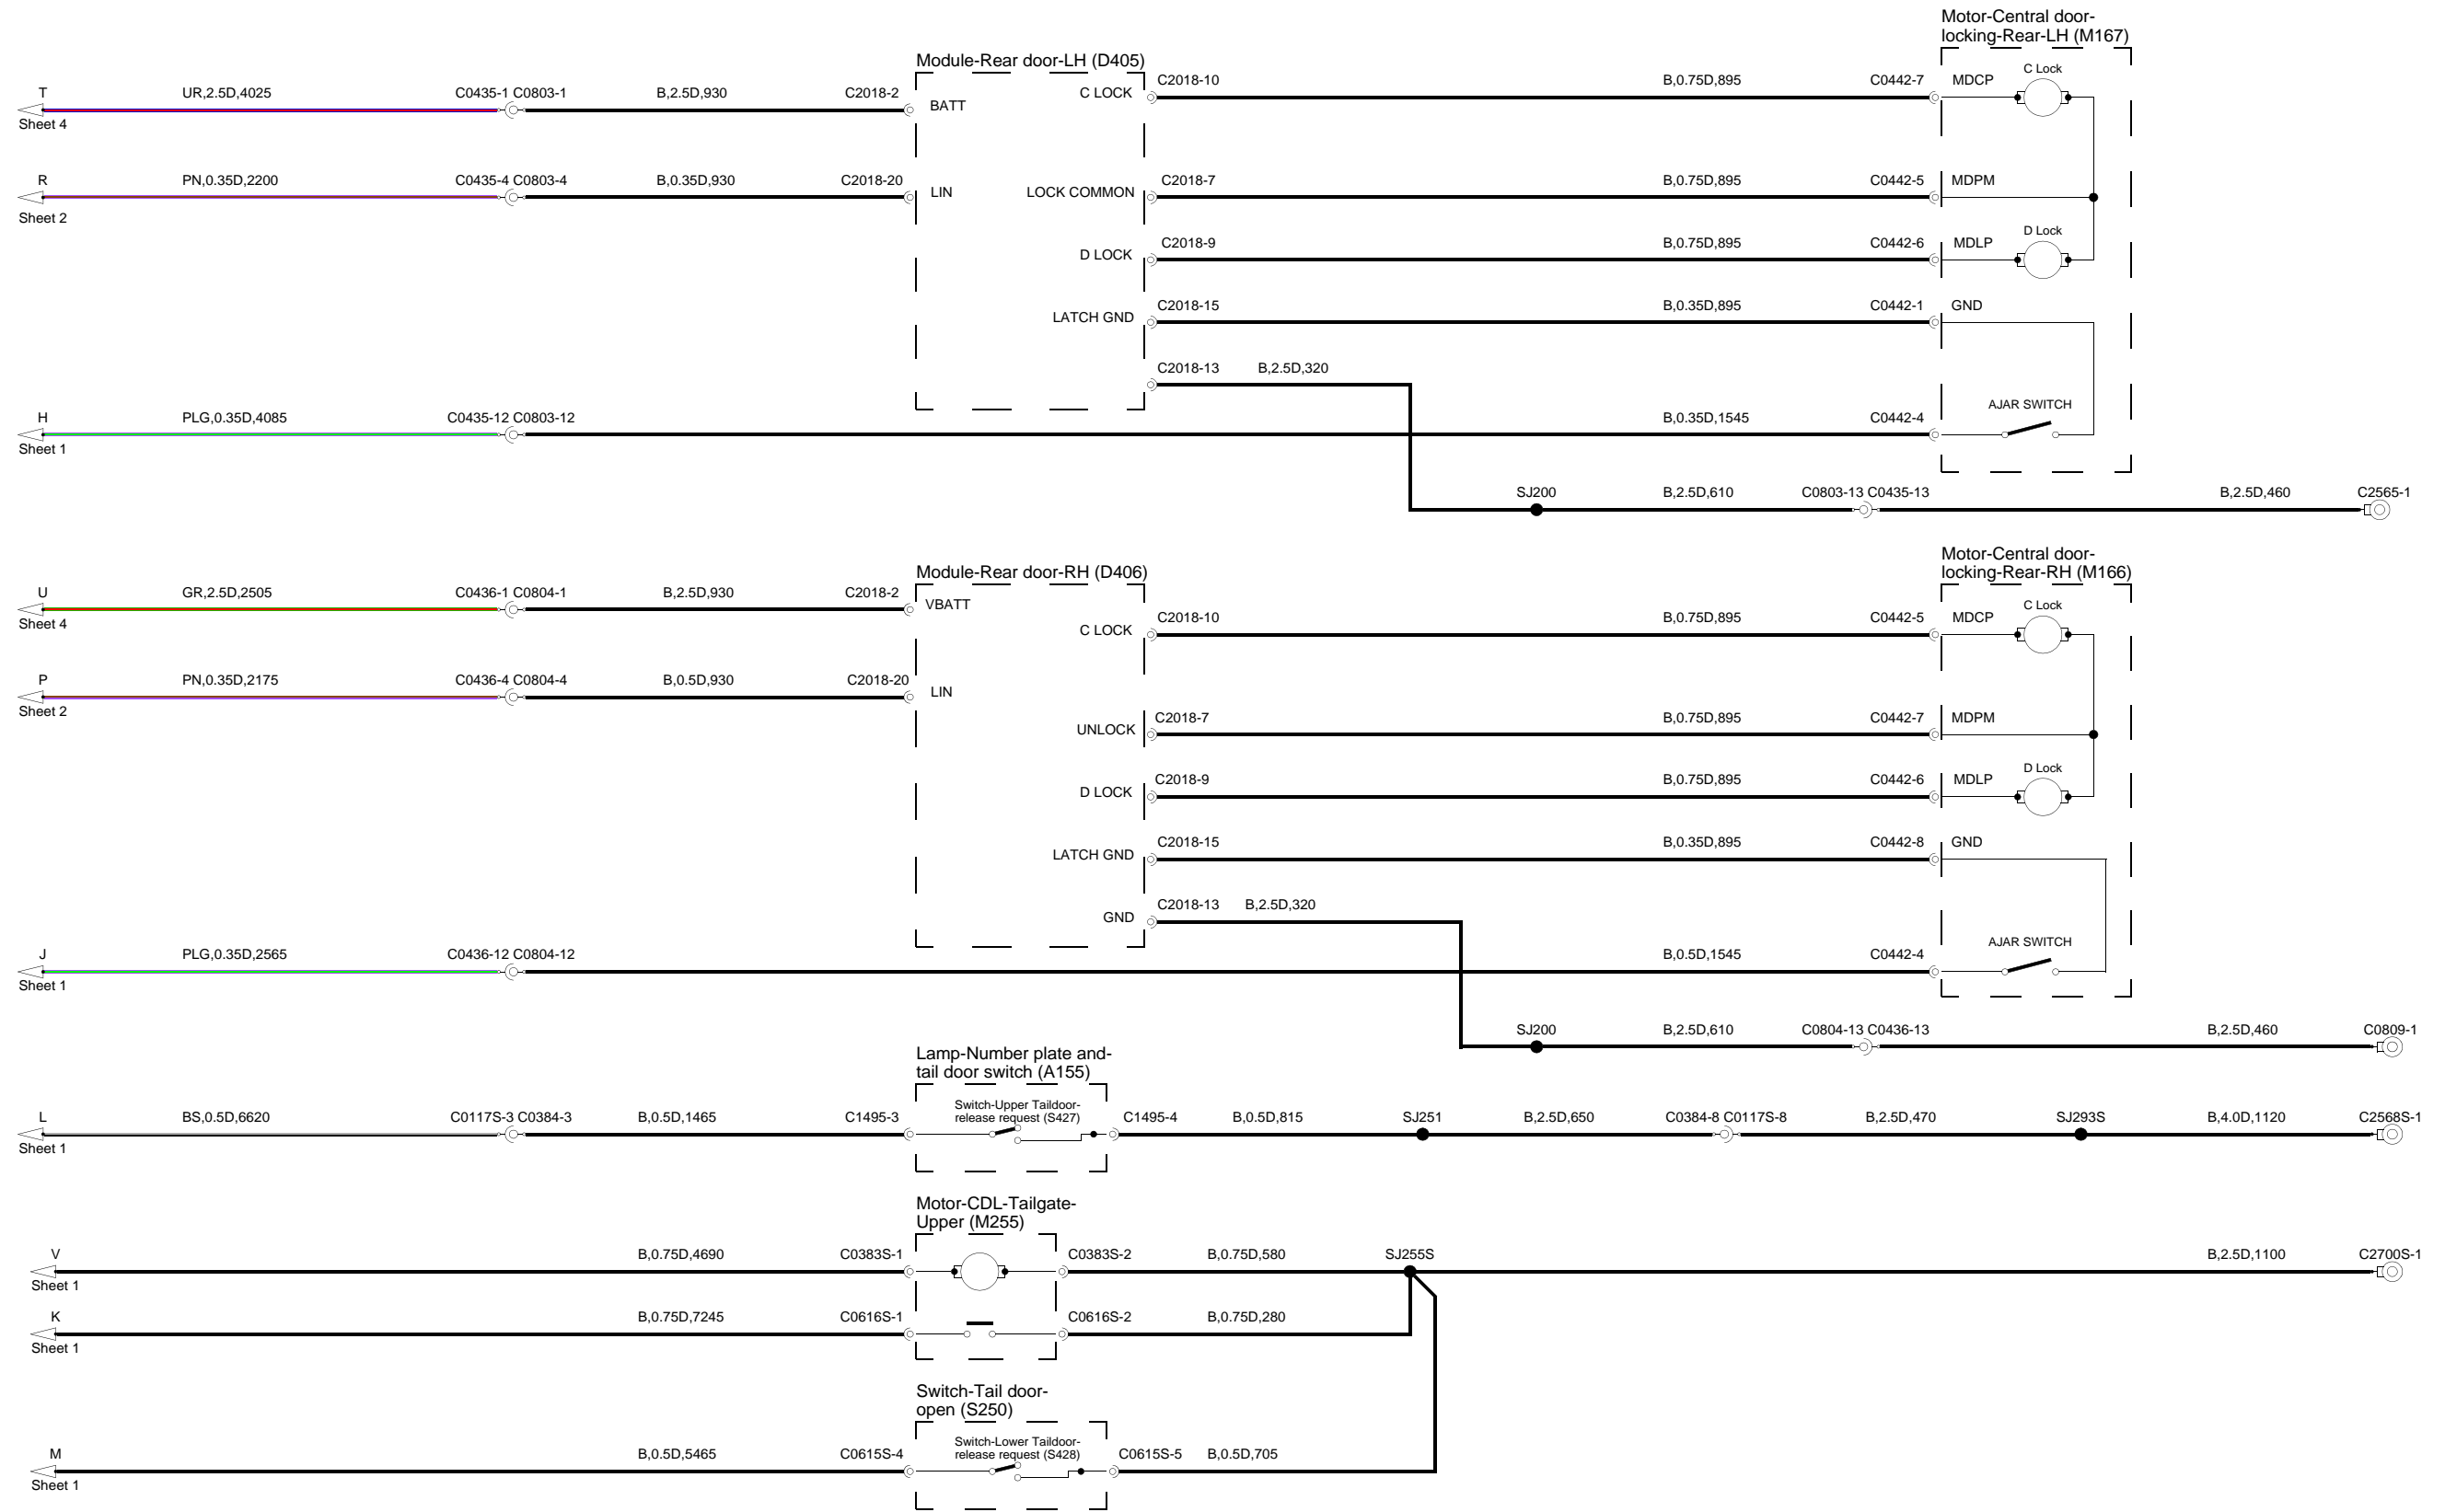 Motor-Central door-
locking-Rear-LH (M167)
Module-Rear door-LH (D405)
T UR,2.5D,4025 C0435-1 C0803-1 B,2.5D,930 C2018-2 BATT C LOCK C2018-10 B,0.75D,895 C0442-7 MDCP C Lock
Sheet 4
R PN,0.35D,2200 C0435-4 C0803-4 B,0.35D,930 C2018-20 LIN LOCK COMMON C2018-7 B,0.75D,895 C0442-5 MDPM
Sheet 2
D LOCK C2018-9 B,0.75D,895 C0442-6 MDLP D Lock
LATCH GND C2018-15 B,0.35D,895 C0442-1 GND
C2018-13 B,2.5D,320
H PLG,0.35D,4085 C0435-12 C0803-12 B,0.35D,1545 C0442-4 AJAR SWITCH
Sheet 1
SJ200 B,2.5D,610 C0803-13 C0435-13 B,2.5D,460 C2565-1
Motor-Central door-
locking-Rear-RH (M166)
Module-Rear door-RH (D406)
U GR,2.5D,2505 C0436-1 C0804-1 B,2.5D,930 C2018-2 VBATT
Sheet 4
C LOCK C2018-10 B,0.75D,895 C0442-5 MDCP C Lock
P PN,0.35D,2175 C0436-4 C0804-4 B,0.5D,930 C2018-20 LIN
Sheet 2
UNLOCK C2018-7 B,0.75D,895 C0442-7 MDPM
D LOCK C2018-9 B,0.75D,895 C0442-6 MDLP D Lock
LATCH GND C2018-15 B,0.35D,895 C0442-8 GND
GND C2018-13 B,2.5D,320
J PLG,0.35D,2565 C0436-12 C0804-12 B,0.5D,1545 C0442-4 AJAR SWITCH
Sheet 1
SJ200 B,2.5D,610 C0804-13 C0436-13 B,2.5D,460 C0809-1
Lamp-Number plate and-
tail door switch (A155)
Switch-Upper Taildoor-
release request (S427)
L BS,0.5D,6620 C0117S-3 C0384-3 B,0.5D,1465 C1495-3 C1495-4 B,0.5D,815 SJ251 B,2.5D,650 C0384-8 C0117S-8 B,2.5D,470 SJ293S B,4.0D,1120 C2568S-1
Sheet 1
Motor-CDL-Tailgate-
Upper (M255)
V B,0.75D,4690 C0383S-1 C0383S-2 B,0.75D,580 SJ255S B,2.5D,1100 C2700S-1
Sheet 1
K B,0.75D,7245 C0616S-1 C0616S-2 B,0.75D,280
Sheet 1
Switch-Tail door-
open (S250)
Switch-Lower Taildoor-
release request (S428)
M B,0.5D,5465 C0615S-4 C0615S-5 B,0.5D,705
Sheet 1